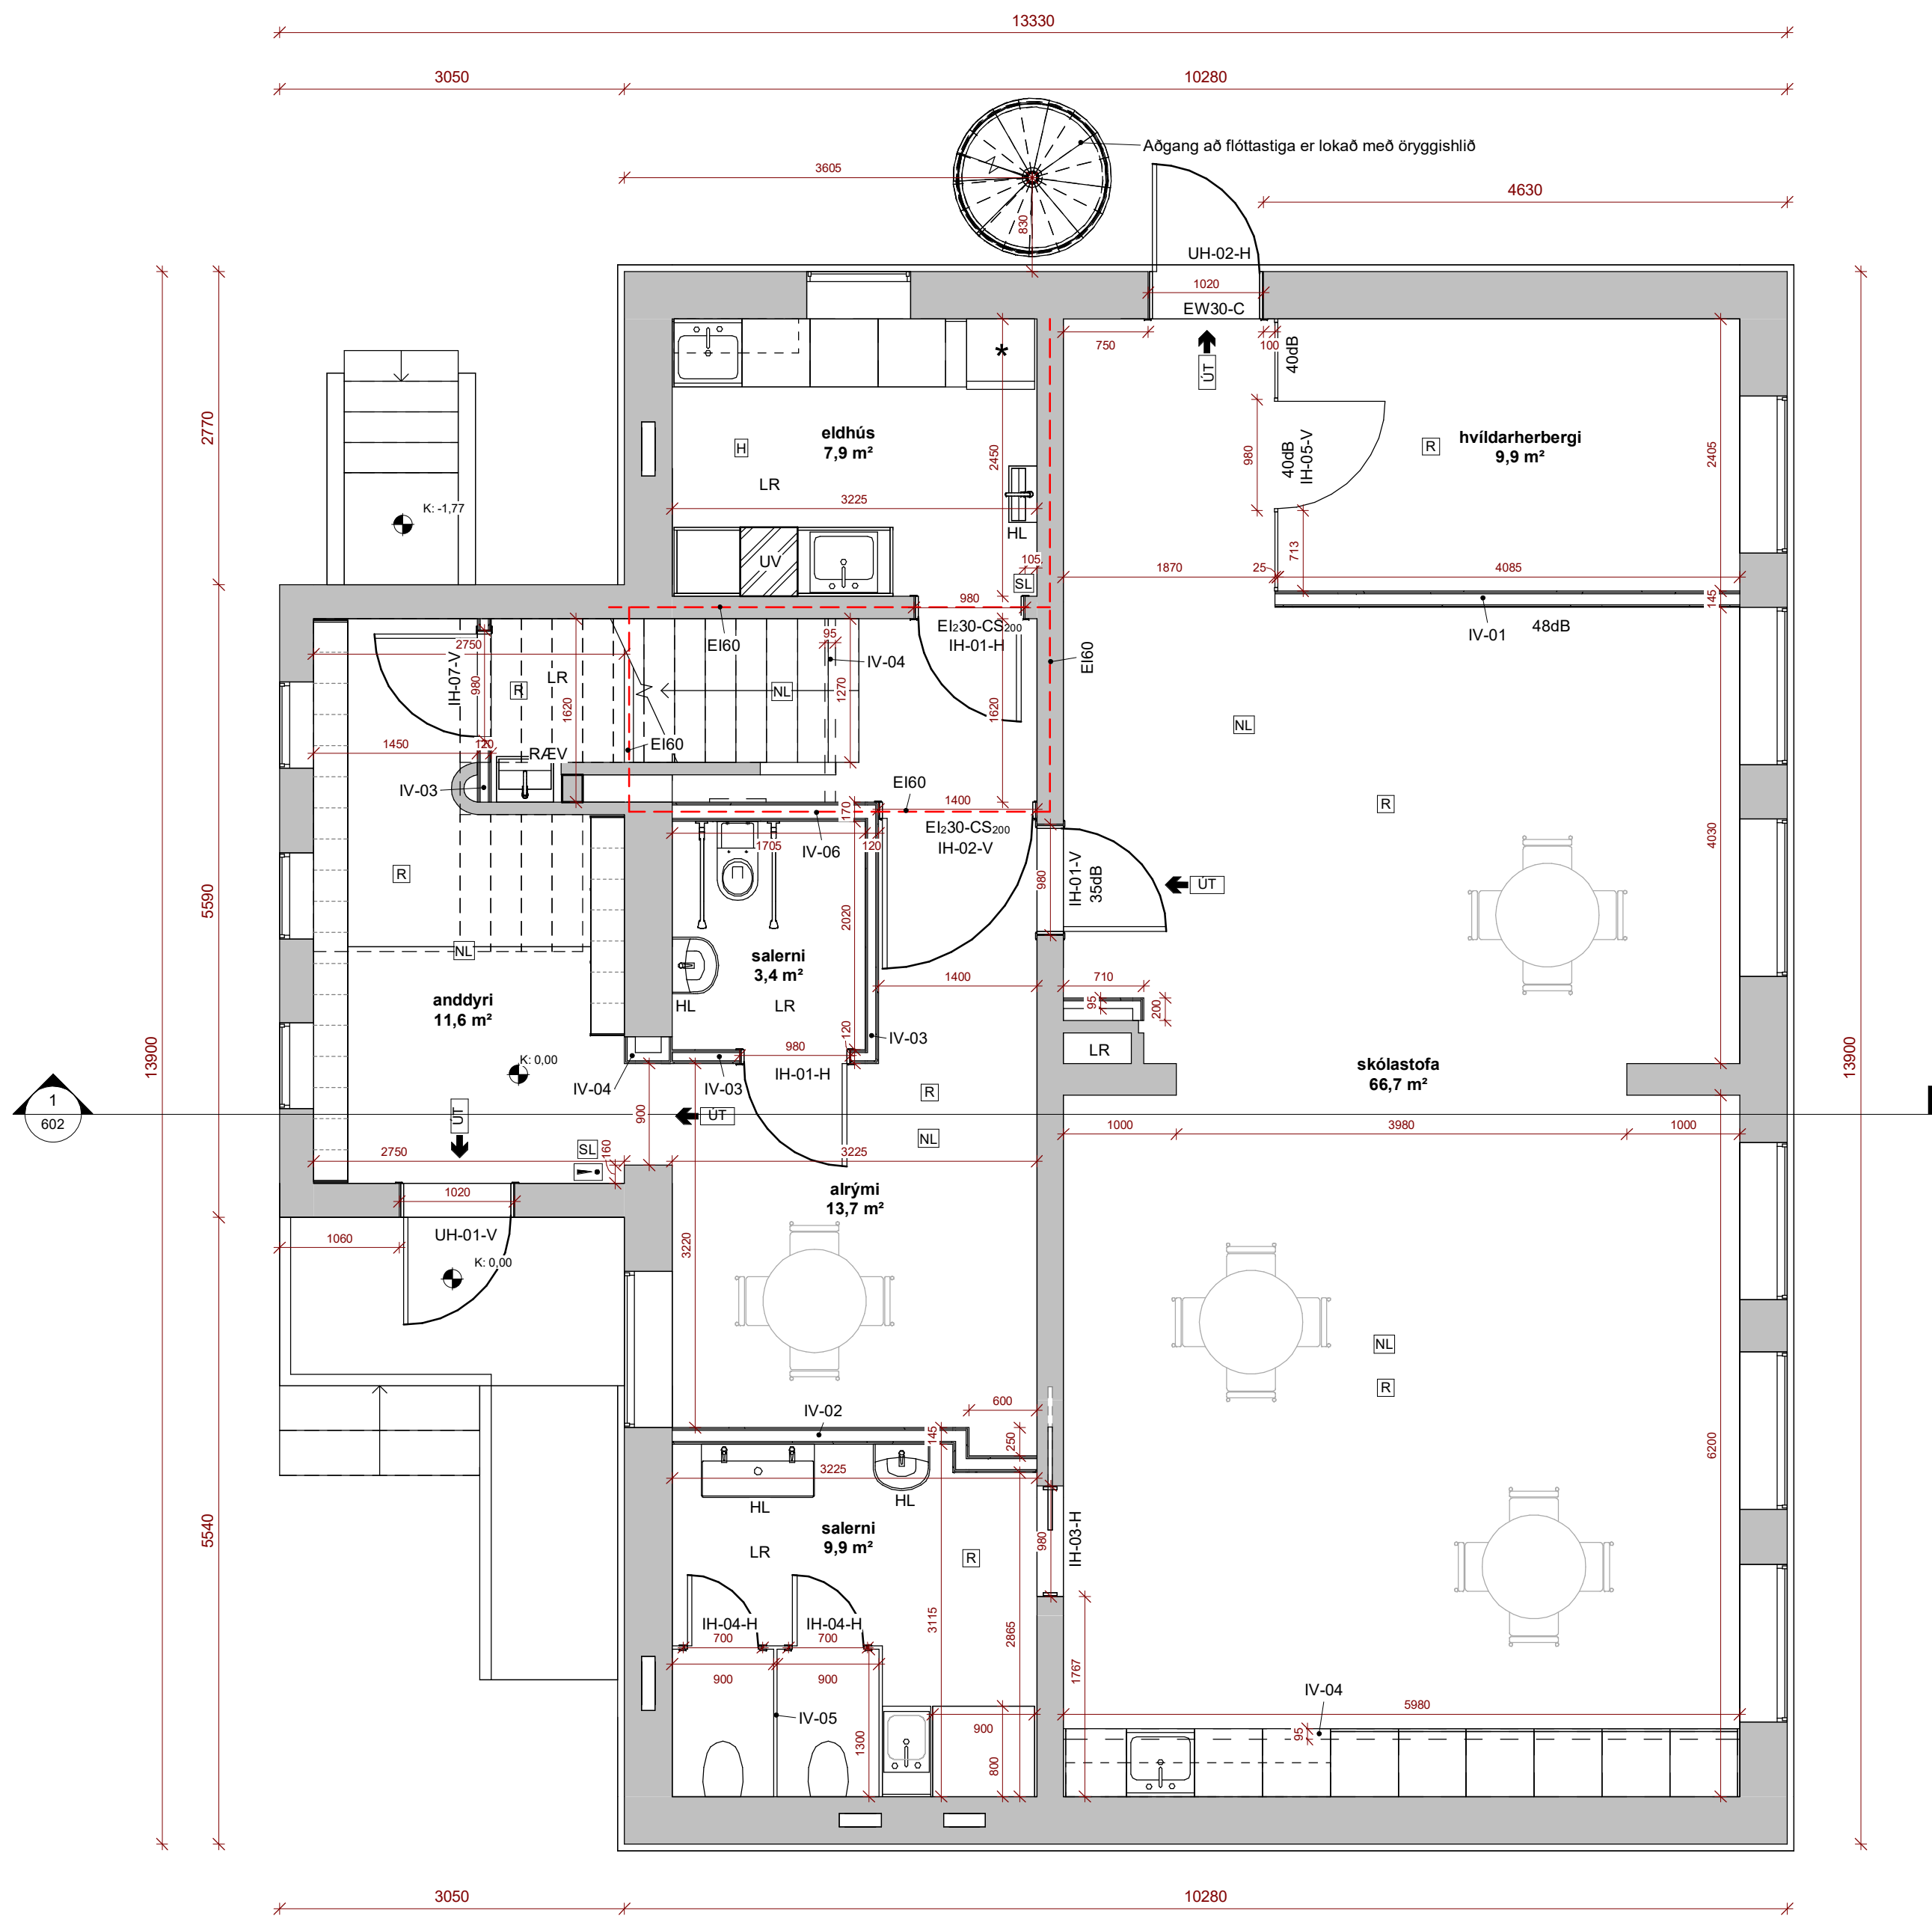 13330
3050
10280
Aðgang að flóttastiga er lokað með öryggishlið
3605
830
4630
UH-02-H
1020
EW30-C
750
100
40dB
ÚT
2770
K: -1,77
eldhús
7,9 m²
H
LR
3225
2450
HL
UV
105
SL
980
40dB
IH-05-V
R
hvíldarherbergi
9,9 m²
2405
713
1870
25
4085
145
IV-01
48dB
980
EI₂30-CS₂₀₀
IH-01-H
EI60
EI60
2750
IH-07-V
980
R
LR
1620
95
IV-04
NL
1270
1620
NL
1450
120
RÆV
EI60
IV-03
EI60
1400
170
EI₂30-CS₂₀₀
IH-02-V
1705
IV-06
120
980
IH-01-V
35dB
ÚT
R
4030
5590
R
2020
salerni
3,4 m²
HL
LR
1400
710
95
200
NL
anddyri
11,6 m²
120
IV-03
980
IH-01-H
IV-04
IV-03
K: 0,00
LR
skólastofa
66,7 m²
R
13900
13900
1
602
ÚT
900
ÚT
NL
1000
3980
1000
SL
160
2750
3225
1020
alrými
13,7 m²
UH-01-V
1060
K: 0,00
3220
NL
R
IV-02
600
145
250
3225
HL
HL
6200
5540
salerni
9,9 m²
LR
R
980
IH-03-H
IH-04-H
IH-04-H
700
700
3115
2865
900
900
1767
IV-05
1300
900
800
IV-04
5980
95
3050
10280